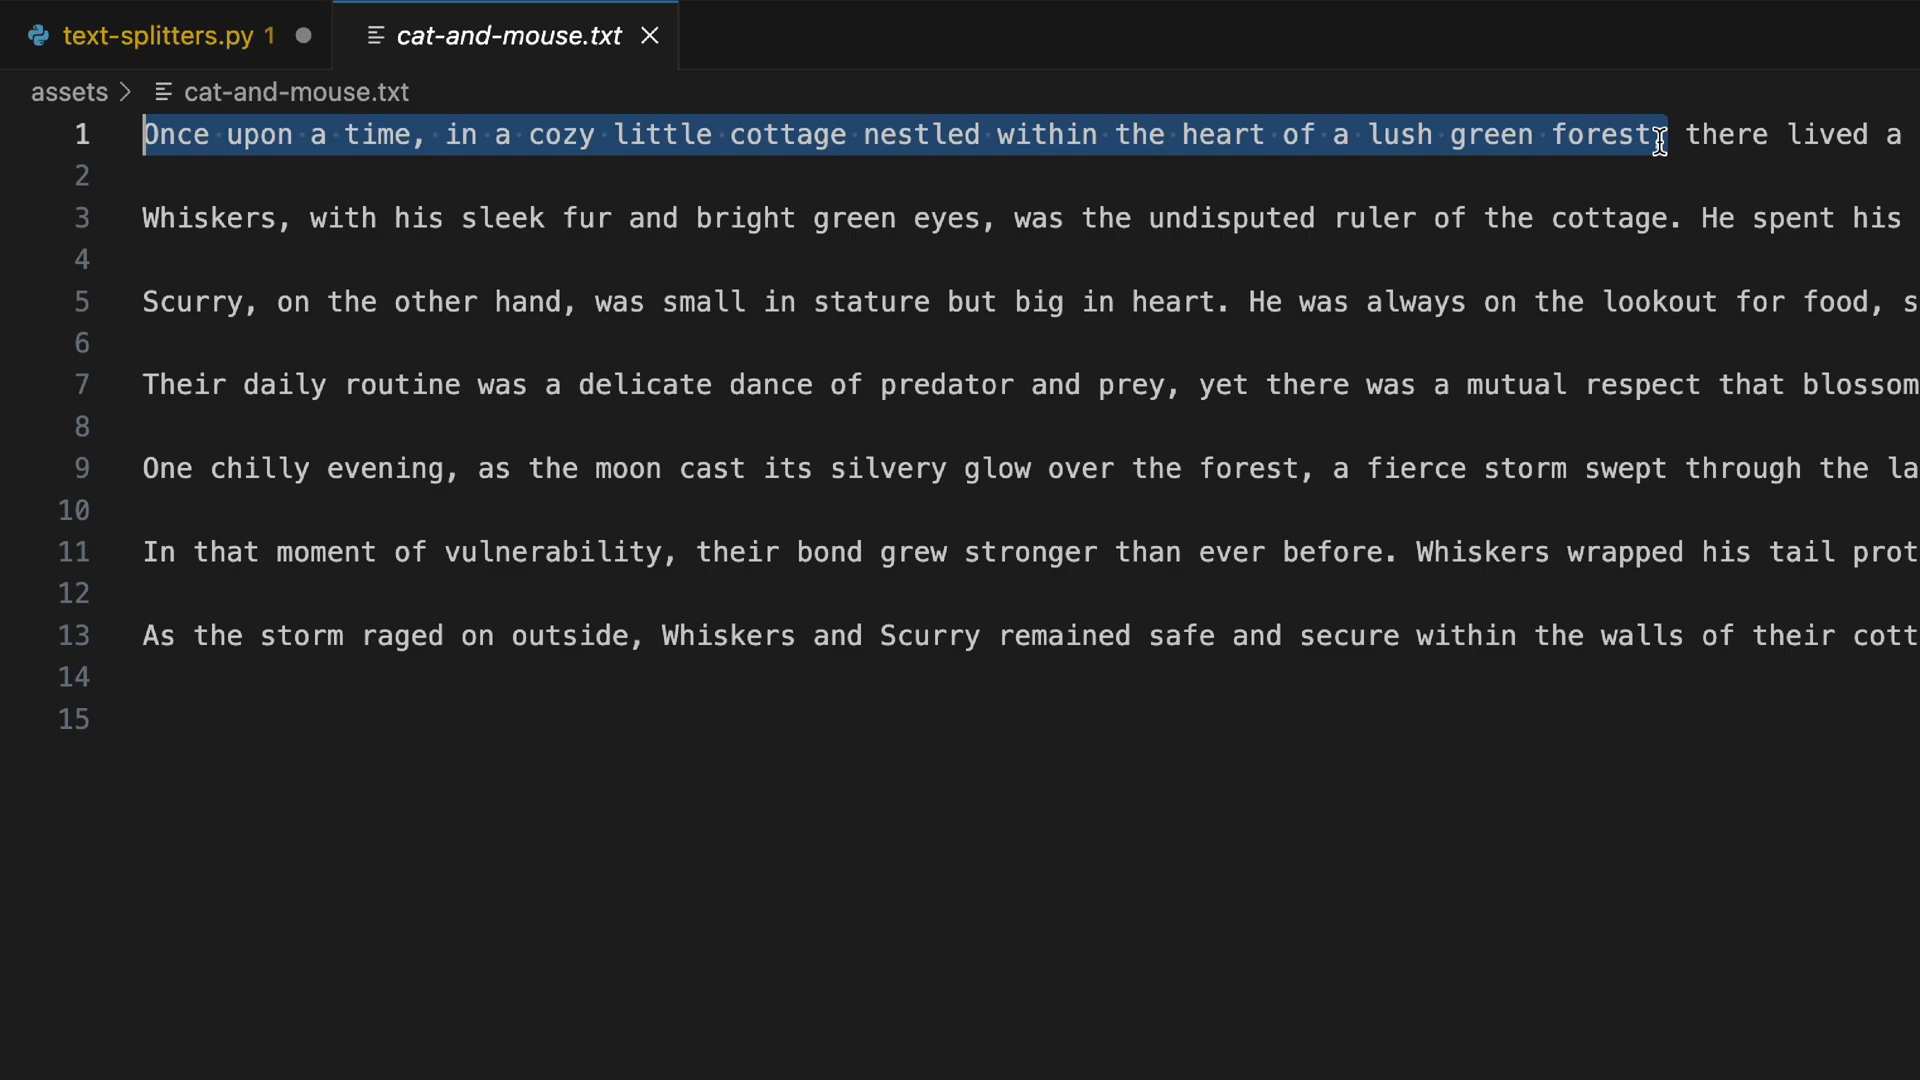 text-splitters.py 1
cat-and-mouse.txt
assets > cat-and-mouse.txt
1 Once upon a time, in a cozy little cottage nestled within the heart of a lush green forest, there lived a
2
3 Whiskers, with his sleek fur and bright green eyes, was the undisputed ruler of the cottage. He spent his
4
5 Scurry, on the other hand, was small in stature but big in heart. He was always on the lookout for food, s
6
7 Their daily routine was a delicate dance of predator and prey, yet there was a mutual respect that blossom
8
9 One chilly evening, as the moon cast its silvery glow over the forest, a fierce storm swept through the la
10
11 In that moment of vulnerability, their bond grew stronger than ever before. Whiskers wrapped his tail prot
12
13 As the storm raged on outside, Whiskers and Scurry remained safe and secure within the walls of their cott
14
15